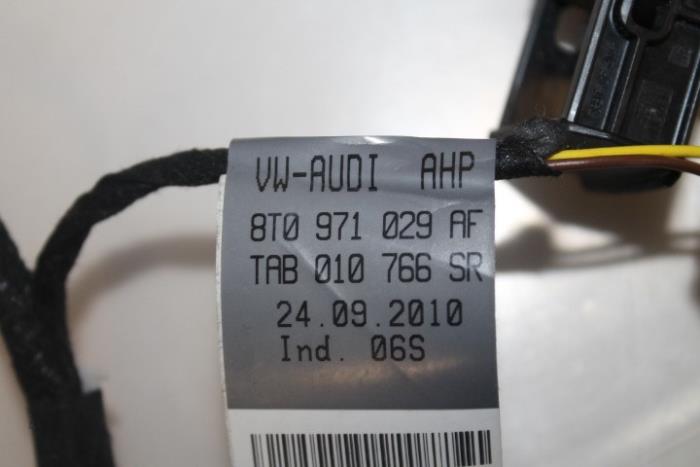 VW-AUDI AHP
8T0 971 029 AF
TAB 010 766 SR
24.09.2010
Ind. 06S